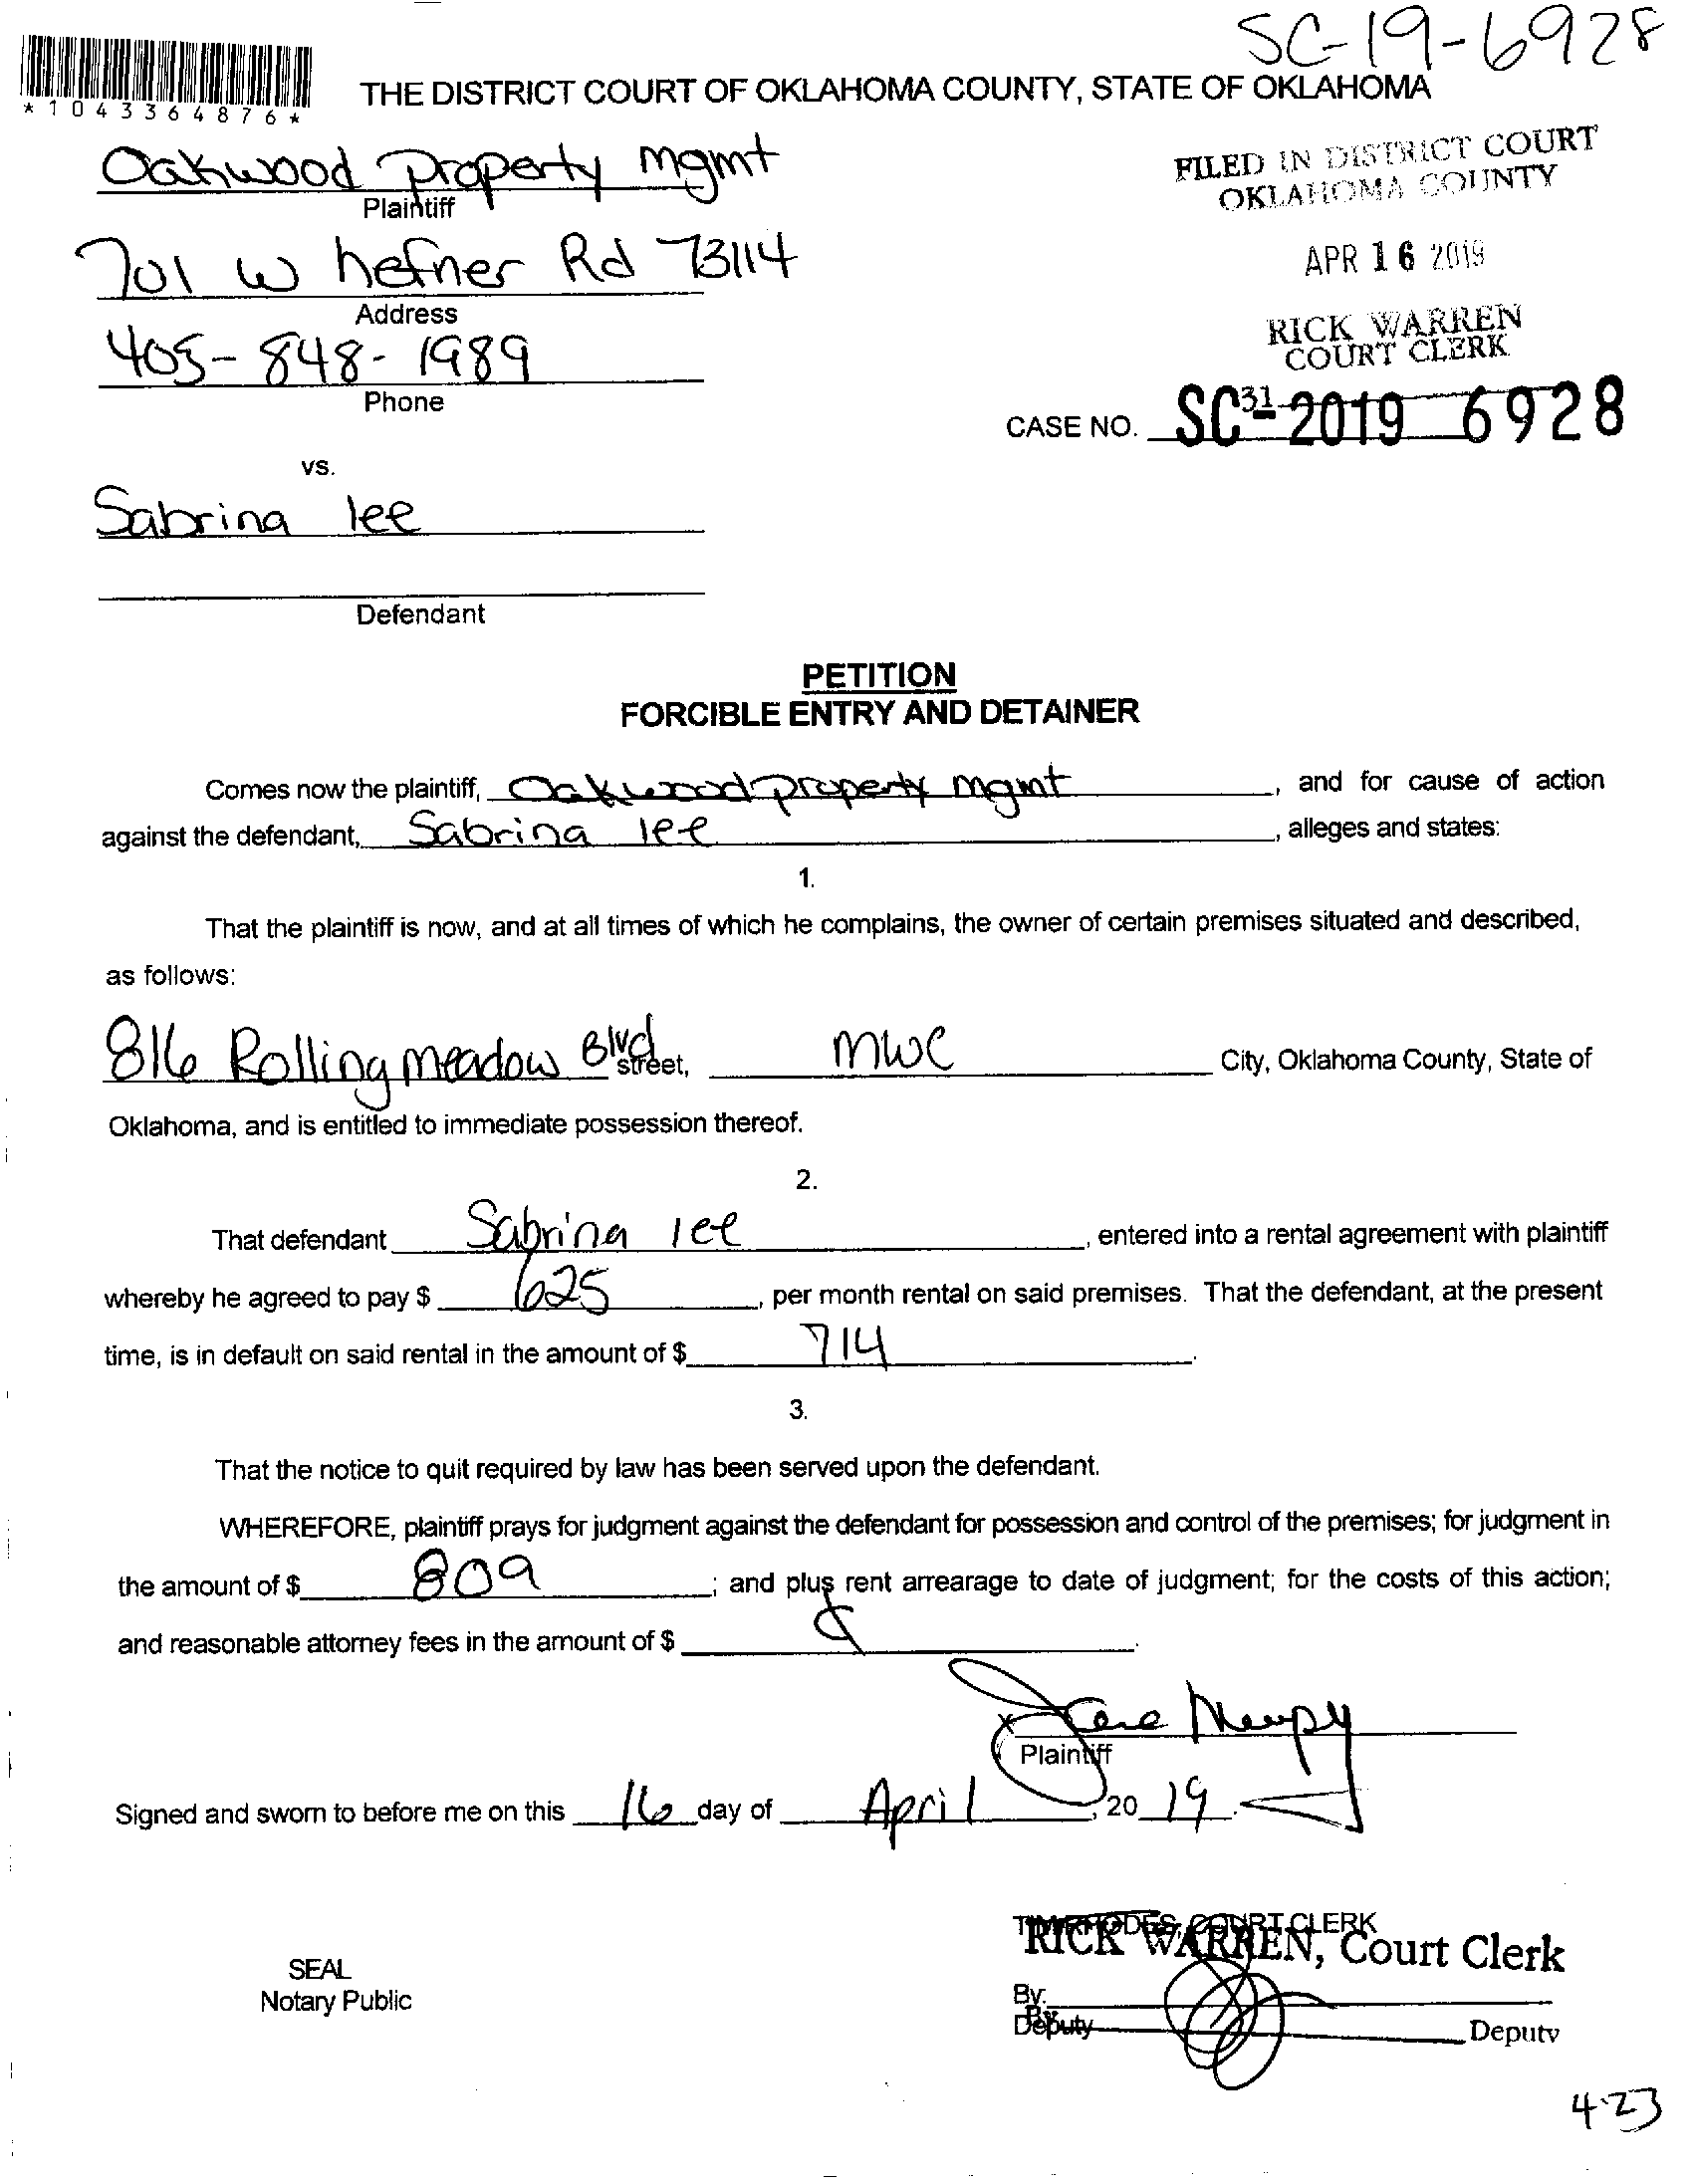 SC-19-6928
*1043364876*
THE DISTRICT COURT OF OKLAHOMA COUNTY, STATE OF OKLAHOMA
Oakwood property mgmt
Plaintiff
FILED IN DISTRICT COURT
OKLAHOMA COUNTY
701 W hefner Rd 73114
Address
APR 16 2019
405-848-1989
Phone
RICK WARREN
COURT CLERK
31
CASE NO. SC-2019 6928
vs.
Sabrina lee
Defendant
PETITION
FORCIBLE ENTRY AND DETAINER
Comes now the plaintiff, Oakwood property mgmt, and for cause of action
against the defendant, Sabrina lee, alleges and states:
1.
That the plaintiff is now, and at all times of which he complains, the owner of certain premises situated and described,
as follows:
816 Rolling meadow Blvd street, mwc City, Oklahoma County, State of
Oklahoma, and is entitled to immediate possession thereof.
2.
That defendant Sabrina lee, entered into a rental agreement with plaintiff
whereby he agreed to pay $ 625, per month rental on said premises. That the defendant, at the present
time, is in default on said rental in the amount of $ 714.
3.
That the notice to quit required by law has been served upon the defendant.
WHEREFORE, plaintiff prays for judgment against the defendant for possession and control of the premises; for judgment in
the amount of $ 809; and plus rent arrearage to date of judgment; for the costs of this action;
and reasonable attorney fees in the amount of $
Plaintiff
Signed and sworn to before me on this 16 day of April, 20 19.
TIM RHODES, COURT CLERK
RICK WARREN, Court Clerk
SEAL
Notary Public
By:
Deputy
By
Deputy
4-23